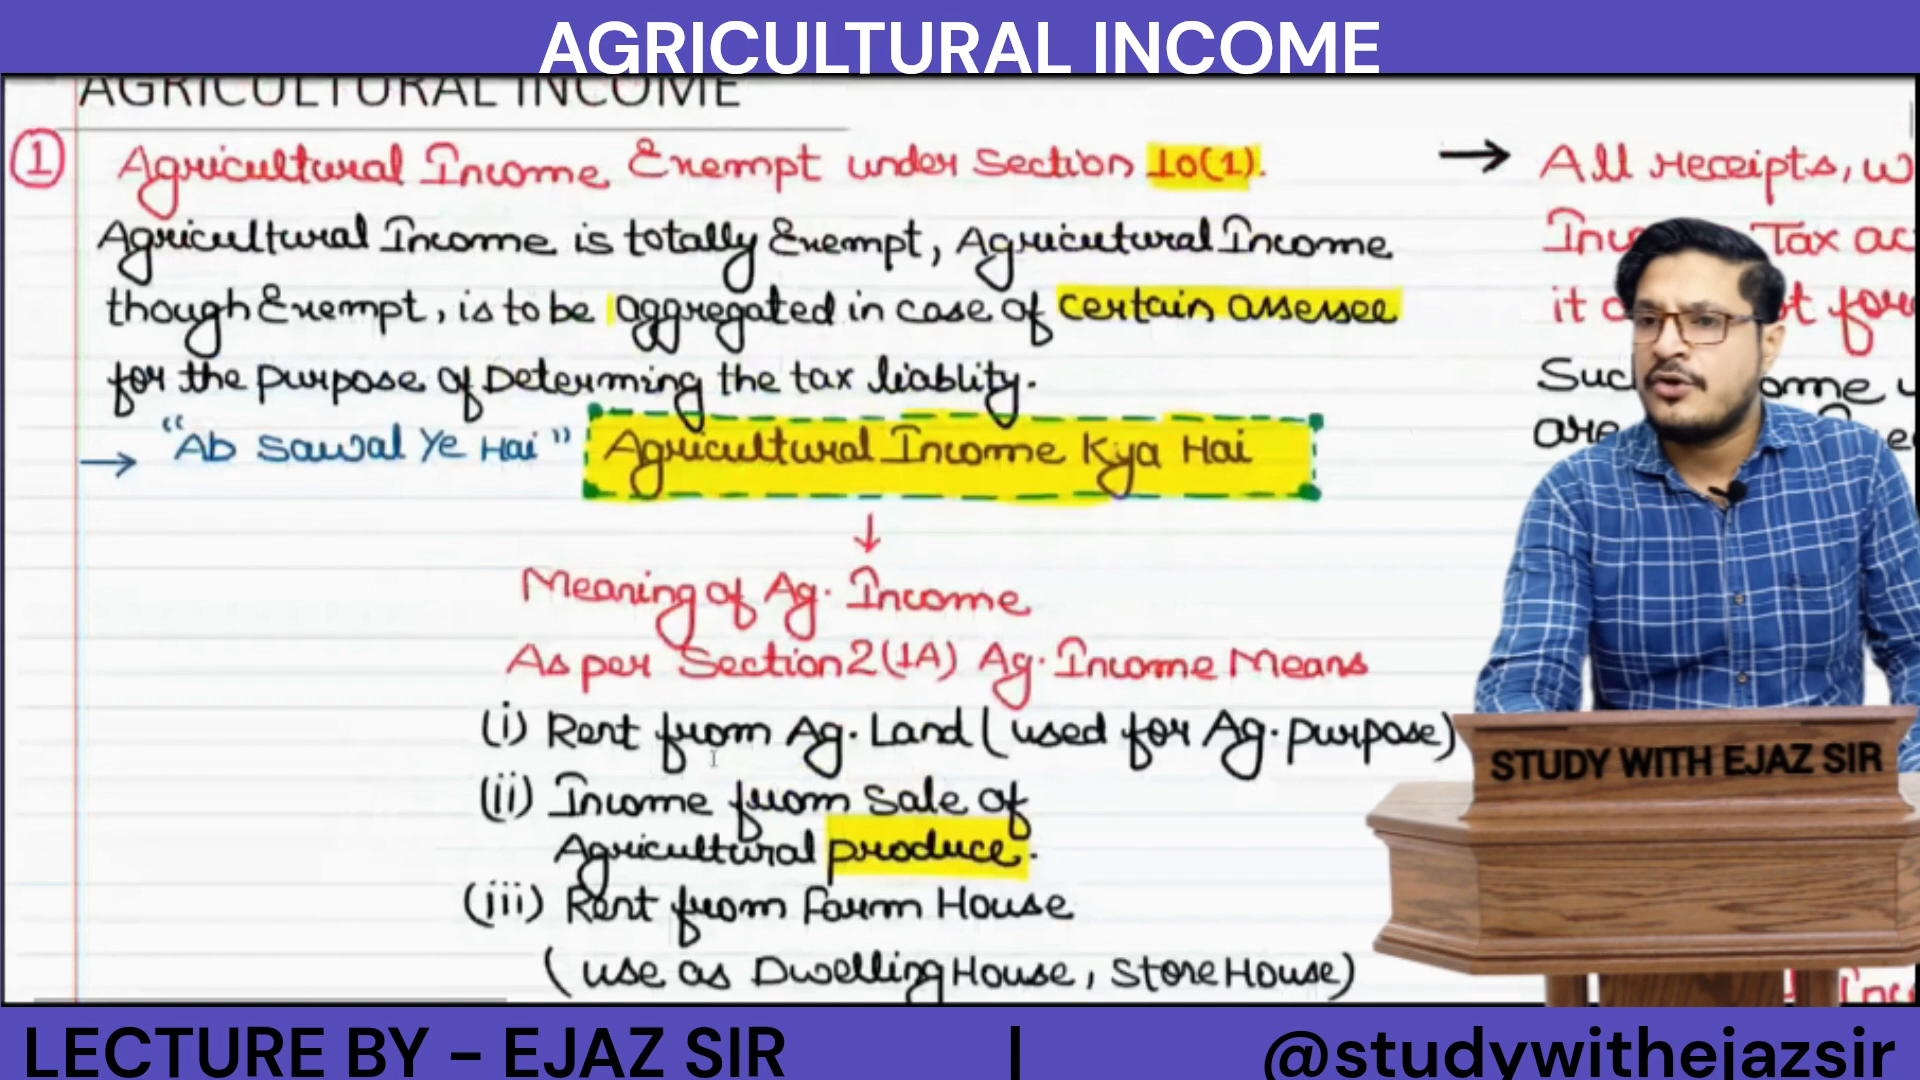 AGRICULTURAL INCOME
AGRICULTURAL INCOME
1 Agricultural Income Exempt under Section 10(1).
Agricultural Income is totally Exempt, Agricutural Income
though Exempt, is to be aggregated in case of certain assessee
for the purpose of Determing the tax liablity.
→ "Ab Sawal Ye Hai" Agricultural Income Kya Hai
↓
Meaning of Ag. Income
As per Section 2(1A) Ag. Income Means
(i) Rent from Ag. Land (used for Ag. purpose)
(ii) Income from Sale of
Agricultural produce.
(iii) Rent from Farm House
(use as Dwelling House, Store House)
→ All receipts,
Tax
it
are
STUDY WITH EJAZ SIR
LECTURE BY - EJAZ SIR | @studywithejazsir